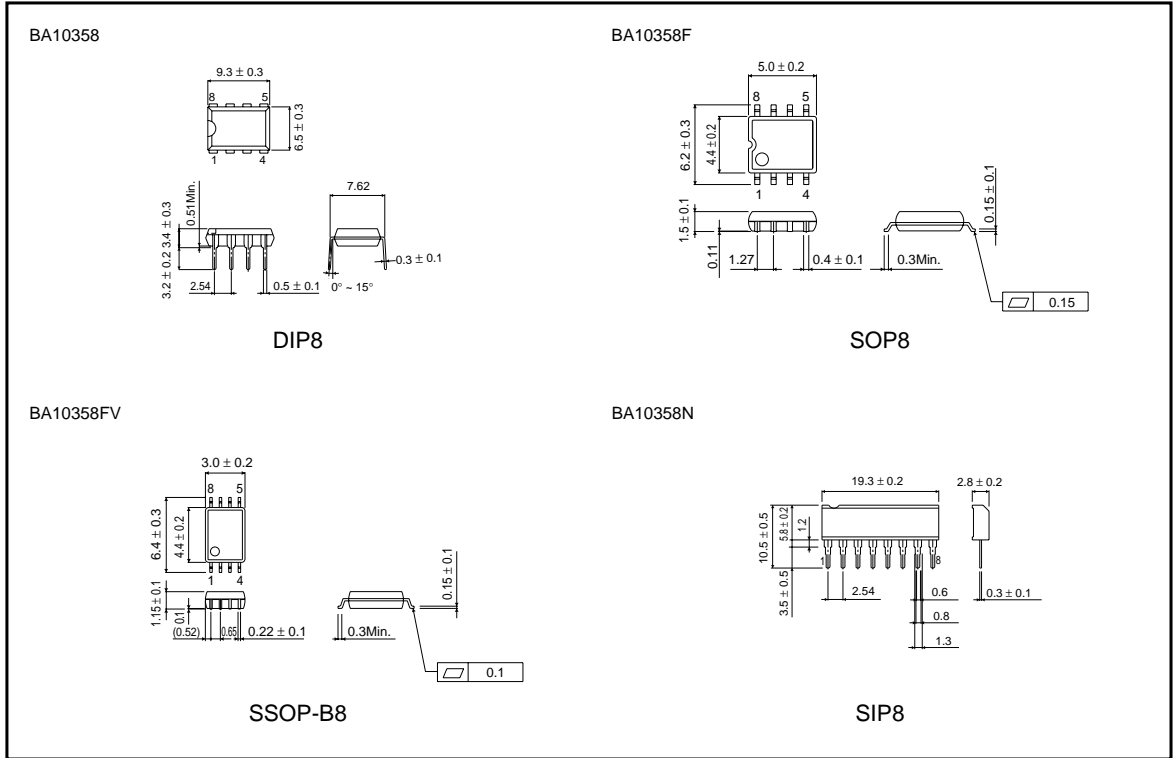 BA10358
9.3 ± 0.3
8 5
6.5 ± 0.3
1 4
0.51Min.
3.2 ± 0.2 3.4 ± 0.3
7.62
0.3 ± 0.1
2.54
0.5 ± 0.1
0° ~ 15°
DIP8
BA10358F
5.0 ± 0.2
8 5
6.2 ± 0.3
4.4 ± 0.2
1 4
1.5 ± 0.1
0.11
1.27
0.4 ± 0.1
0.3Min.
0.15 ± 0.1
0.15
SOP8
BA10358FV
3.0 ± 0.2
8 5
6.4 ± 0.3
4.4 ± 0.2
1 4
1.15 ± 0.1
0.1
(0.52)
0.65
0.22 ± 0.1
0.3Min.
0.15 ± 0.1
0.1
SSOP-B8
BA10358N
19.3 ± 0.2
2.8 ± 0.2
10.5 ± 0.5
5.8 ± 0.2
1.2
3.5 ± 0.5
1 8
2.54
0.6
0.3 ± 0.1
0.8
1.3
SIP8